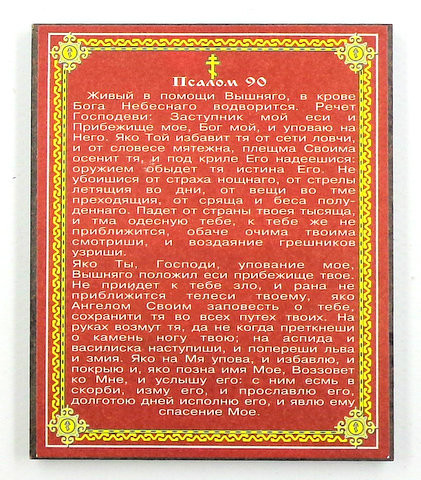 Псалом 90
Живый в помощи Вышняго, в крове
Бога Небеснаго водворится. Речет
Господеви: Заступник мой еси и
Прибежище мое, Бог мой, и уповаю на
Него. Яко Той избавит тя от сети ловчи,
и от словесе мятежна, плещма Своима
осенит тя, и под криле Его надеешися:
оружием обыдет тя истина Его. Не
убоишися от страха нощнаго, от стрелы
летящия во дни, от вещи во тме
преходящия, от сряща и беса полу-
деннаго. Падет от страны твоея тысяща,
и тма одесную тебе, к тебе же не
приближится, обаче очима твоима
смотриши, и воздаяние грешников
узриши.
Яко Ты, Господи, упование мое,
Вышняго положил еси прибежище твое.
Не приидет к тебе зло, и рана не
приближится телеси твоему, яко
Ангелом Своим заповесть о тебе,
сохранити тя во всех путех твоих. На
руках возмут тя, да не когда преткнеши
о камень ногу твою; на аспида и
василиска наступиши, и попереши льва
и змия. Яко на Мя упова, и избавлю, и
покрыю и, яко позна имя Мое, Воззовет
ко Мне, и услышу его: с ним есмь в
скорби, изму его, и прославлю его,
долготою дней исполню его, и явлю ему
спасение Мое.